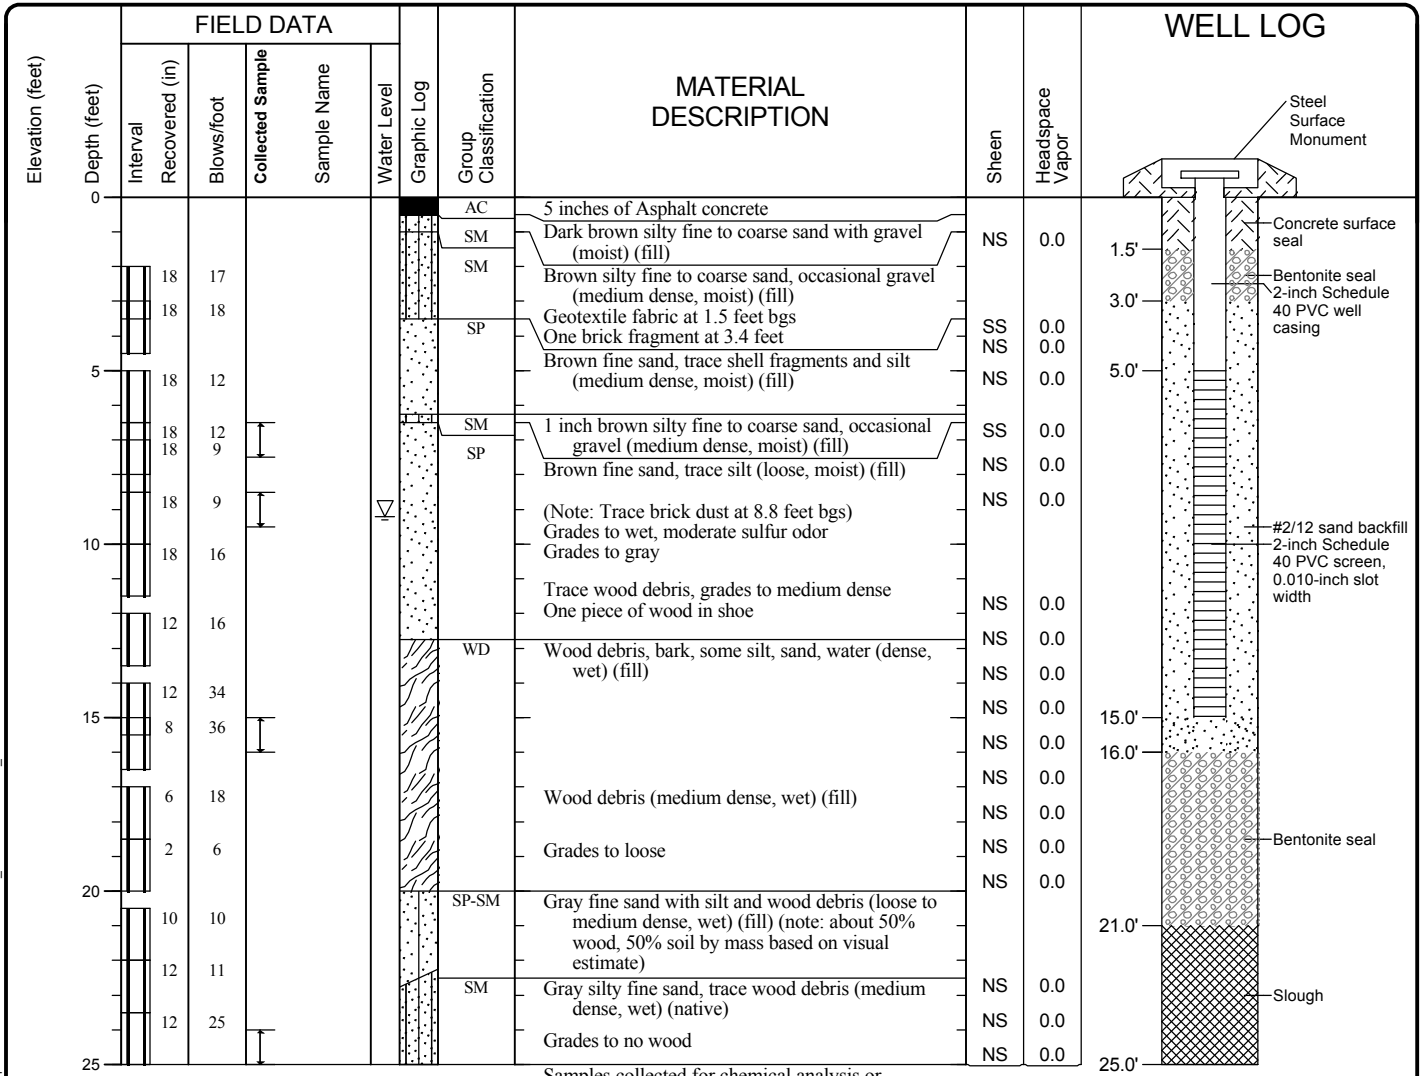 FIELD DATA
WELL LOG
Elevation (feet)
Depth (feet)
Interval
Recovered (in)
Blows/foot
Collected Sample
Sample Name
Water Level
Graphic Log
Group
Classification
MATERIAL
DESCRIPTION
Sheen
Headspace
Vapor
Steel
Surface
Monument
0
AC
5 inches of Asphalt concrete
SM
Dark brown silty fine to coarse sand with gravel
(moist) (fill)
NS 0.0
Concrete surface
seal
1.5'
SM
Brown silty fine to coarse sand, occasional gravel
(medium dense, moist) (fill)
18 17
Bentonite seal
2-inch Schedule
40 PVC well
casing
3.0'
18 18
Geotextile fabric at 1.5 feet bgs
One brick fragment at 3.4 feet
SP
SS 0.0
NS 0.0
Brown fine sand, trace shell fragments and silt
(medium dense, moist) (fill)
5
18 12
NS 0.0
5.0'
SM
1 inch brown silty fine to coarse sand, occasional
gravel (medium dense, moist) (fill)
18 12
SS 0.0
18 9
SP
Brown fine sand, trace silt (loose, moist) (fill)
NS 0.0
18 9
NS 0.0
(Note: Trace brick dust at 8.8 feet bgs)
Grades to wet, moderate sulfur odor
Grades to gray
10
18 16
#2/12 sand backfill
2-inch Schedule
40 PVC screen,
0.010-inch slot
width
Trace wood debris, grades to medium dense
One piece of wood in shoe
NS 0.0
12 16
NS 0.0
WD
Wood debris, bark, some silt, sand, water (dense,
wet) (fill)
NS 0.0
12 34
NS 0.0
15
8 36
15.0'
NS 0.0
16.0'
NS 0.0
6 18
Wood debris (medium dense, wet) (fill)
NS 0.0
2 6
Grades to loose
NS 0.0
Bentonite seal
NS 0.0
20
SP-SM
Gray fine sand with silt and wood debris (loose to
medium dense, wet) (fill) (note: about 50%
wood, 50% soil by mass based on visual
estimate)
10 10
21.0'
12 11
SM
Gray silty fine sand, trace wood debris (medium
dense, wet) (native)
NS 0.0
Slough
12 25
NS 0.0
Grades to no wood
NS 0.0
25
25.0'
Samples collected for chemical analysis or